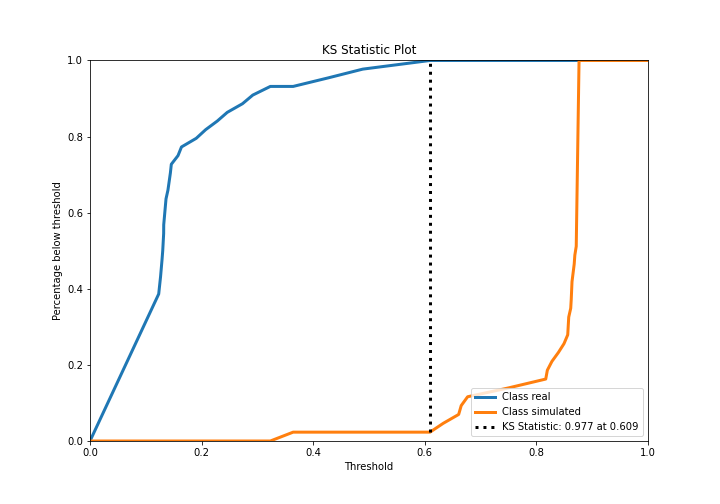 KS Statistic Plot
1.0
0.8
0.6
0.4
0.2
0.0
Percentage below threshold
0.0 0.2 0.4 0.6 0.8 1.0
Threshold
Class real
Class simulated
KS Statistic: 0.977 at 0.609